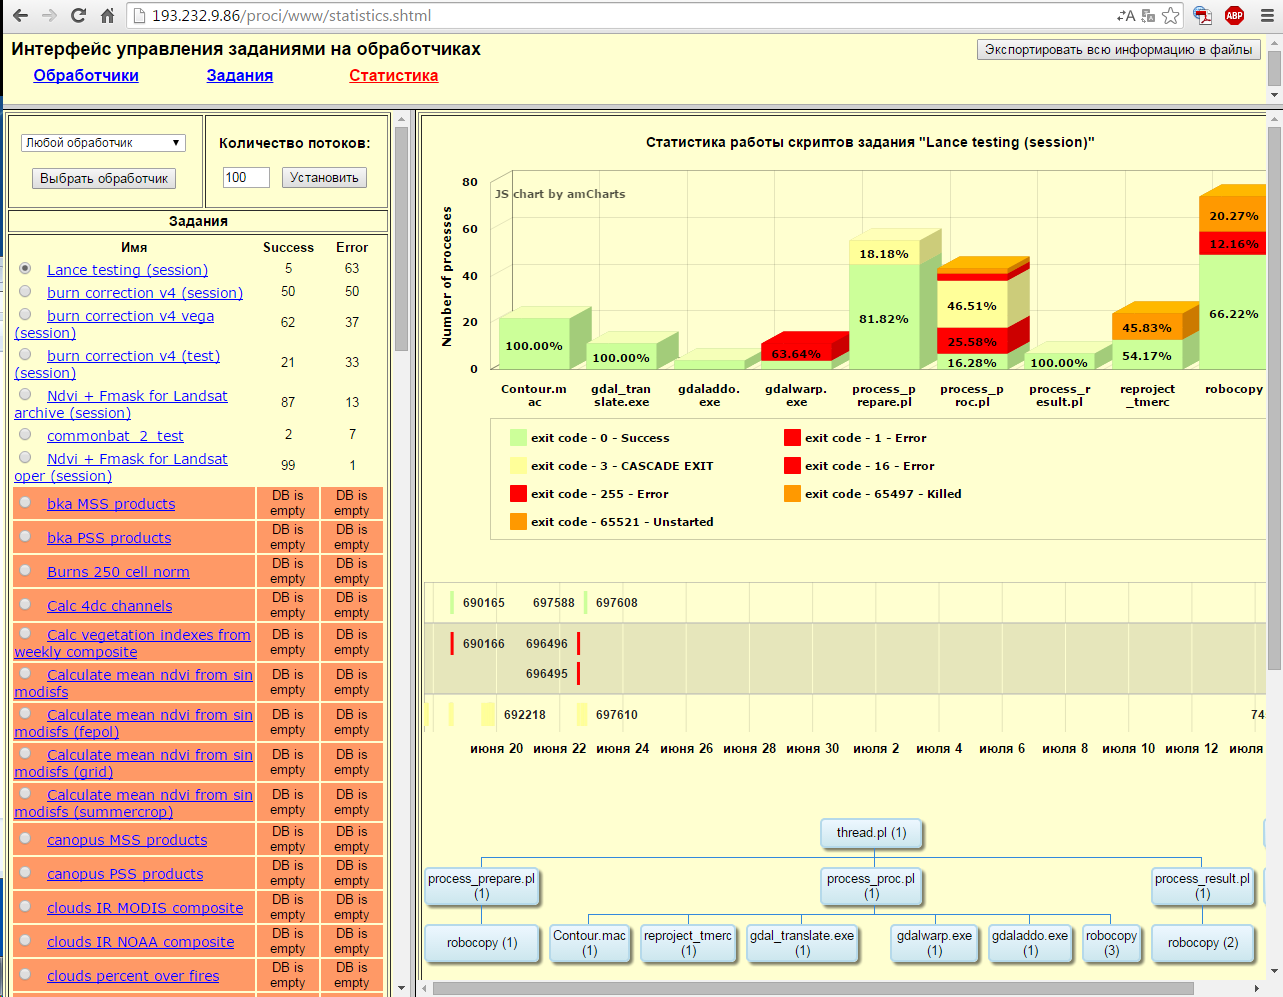 193.232.9.86/proci/www/statistics.shtml
ABP
Интерфейс управления заданиями на обработчиках
Экспортировать всю информацию в файлы
Обработчики Задания Статистика
Любой обработчик
Выбрать обработчик
Количество потоков:
100 Установить
Задания
Имя Success Error
Lance testing (session) 5 63
burn correction v4 (session) 50 50
burn correction v4 vega
(session) 62 37
burn correction v4 (test)
(session) 21 33
Ndvi + Fmask for Landsat
archive (session) 87 13
commonbat_2_test 2 7
Ndvi + Fmask for Landsat
oper (session) 99 1
bka MSS products DB is empty DB is empty
bka PSS products DB is empty DB is empty
Burns 250 cell norm DB is empty DB is empty
Calc 4dc channels DB is empty DB is empty
Calc vegetation indexes from
weekly composite DB is empty DB is empty
Calculate mean ndvi from sin
modisfs DB is empty DB is empty
Calculate mean ndvi from sin
modisfs (fepol) DB is empty DB is empty
Calculate mean ndvi from sin
modisfs (grid) DB is empty DB is empty
Calculate mean ndvi from sin
modisfs (summercrop) DB is empty DB is empty
canopus MSS products DB is empty DB is empty
canopus PSS products DB is empty DB is empty
clouds IR MODIS composite DB is empty DB is empty
clouds IR NOAA composite DB is empty DB is empty
clouds percent over fires DB is empty DB is empty
Статистика работы скриптов задания "Lance testing (session)"
JS chart by amCharts
Number of processes
80
60
40
20
0
100.00%
100.00%
63.64%
18.18%
81.82%
46.51%
25.58%
16.28%
100.00%
45.83%
54.17%
20.27%
12.16%
66.22%
Contour.m
ac
gdal_tran
slate.exe
gdaladdo.
exe
gdalwarp.
exe
process_p
repare.pl
process_p
roc.pl
process_r
esult.pl
reproject
_tmerc
robocopy
exit code - 0 - Success
exit code - 1 - Error
exit code - 3 - CASCADE EXIT
exit code - 16 - Error
exit code - 255 - Error
exit code - 65497 - Killed
exit code - 65521 - Unstarted
690165 697588 697608
690166 696496
696495
692218 697610 74
июня 20 июня 22 июня 24 июня 26 июня 28 июня 30 июля 2 июля 4 июля 6 июля 8 июля 10 июля 12 июля
thread.pl (1)
process_prepare.pl
(1)
process_proc.pl
(1)
process_result.pl
(1)
robocopy (1)
Contour.mac
(1)
reproject_tmerc
(1)
gdal_translate.exe
(1)
gdalwarp.exe
(1)
gdaladdo.exe
(1)
robocopy
(3)
robocopy (2)